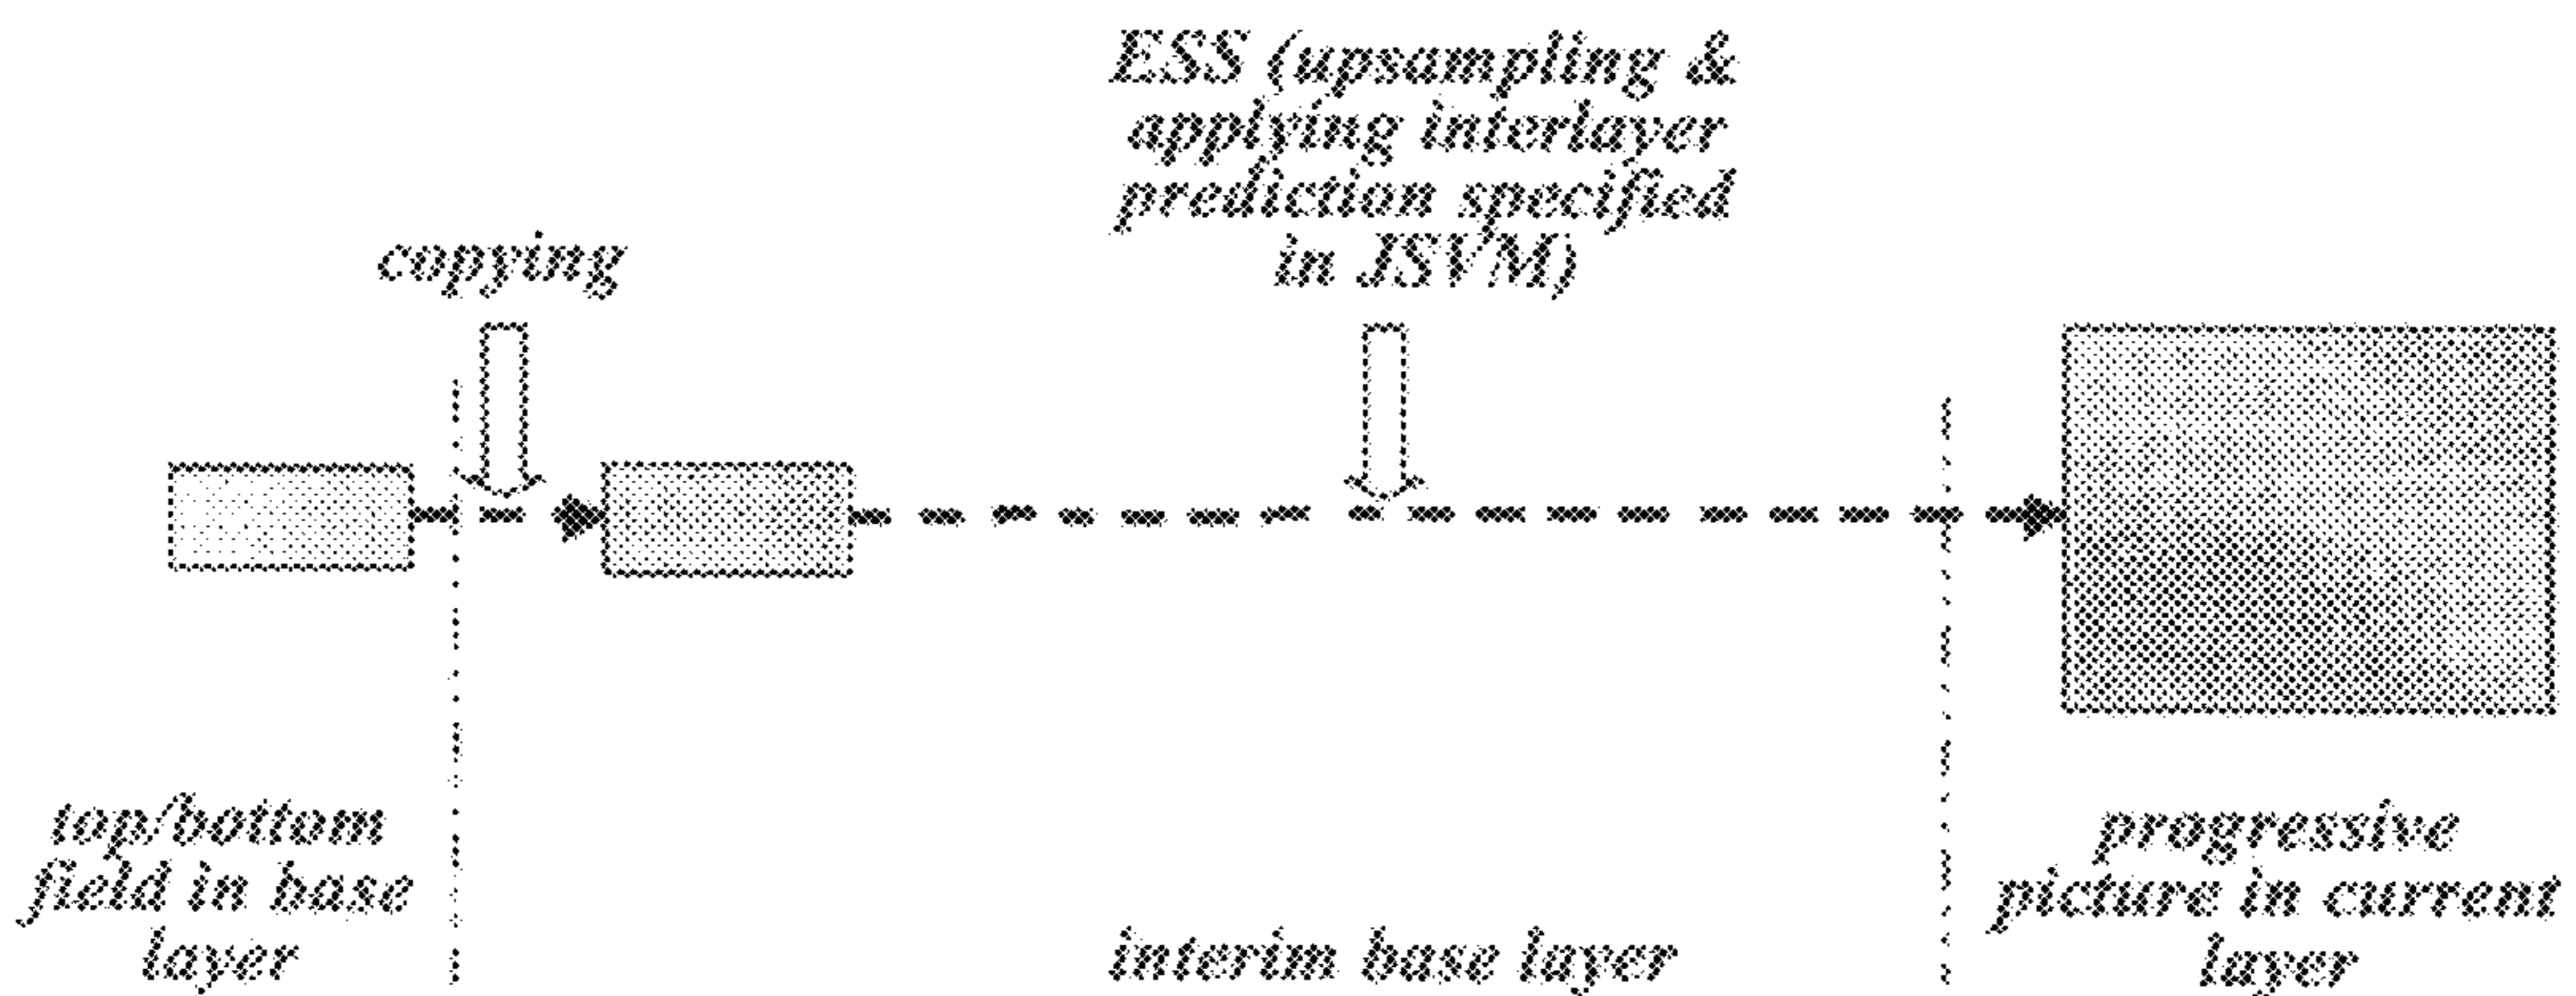 ESS (upsampling &
applying interlayer
prediction specified
in JSVM)
copying
top/bottom
field in base
layer
interim base layer
progressive
picture in current
layer